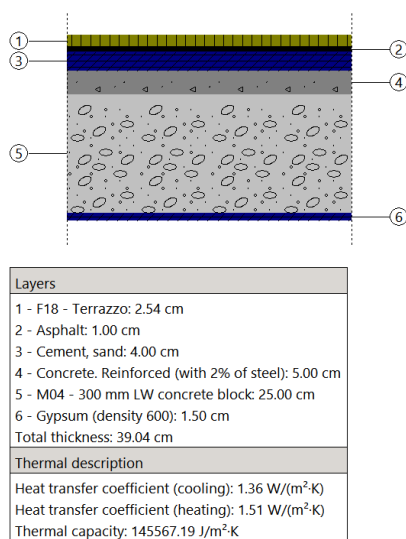 1
2
3
4
5
6
Layers
1 - F18 - Terrazzo: 2.54 cm
2 - Asphalt: 1.00 cm
3 - Cement, sand: 4.00 cm
4 - Concrete. Reinforced (with 2% of steel): 5.00 cm
5 - M04 - 300 mm LW concrete block: 25.00 cm
6 - Gypsum (density 600): 1.50 cm
Total thickness: 39.04 cm
Thermal description
Heat transfer coefficient (cooling): 1.36 W/(m²·K)
Heat transfer coefficient (heating): 1.51 W/(m²·K)
Thermal capacity: 145567.19 J/m²·K